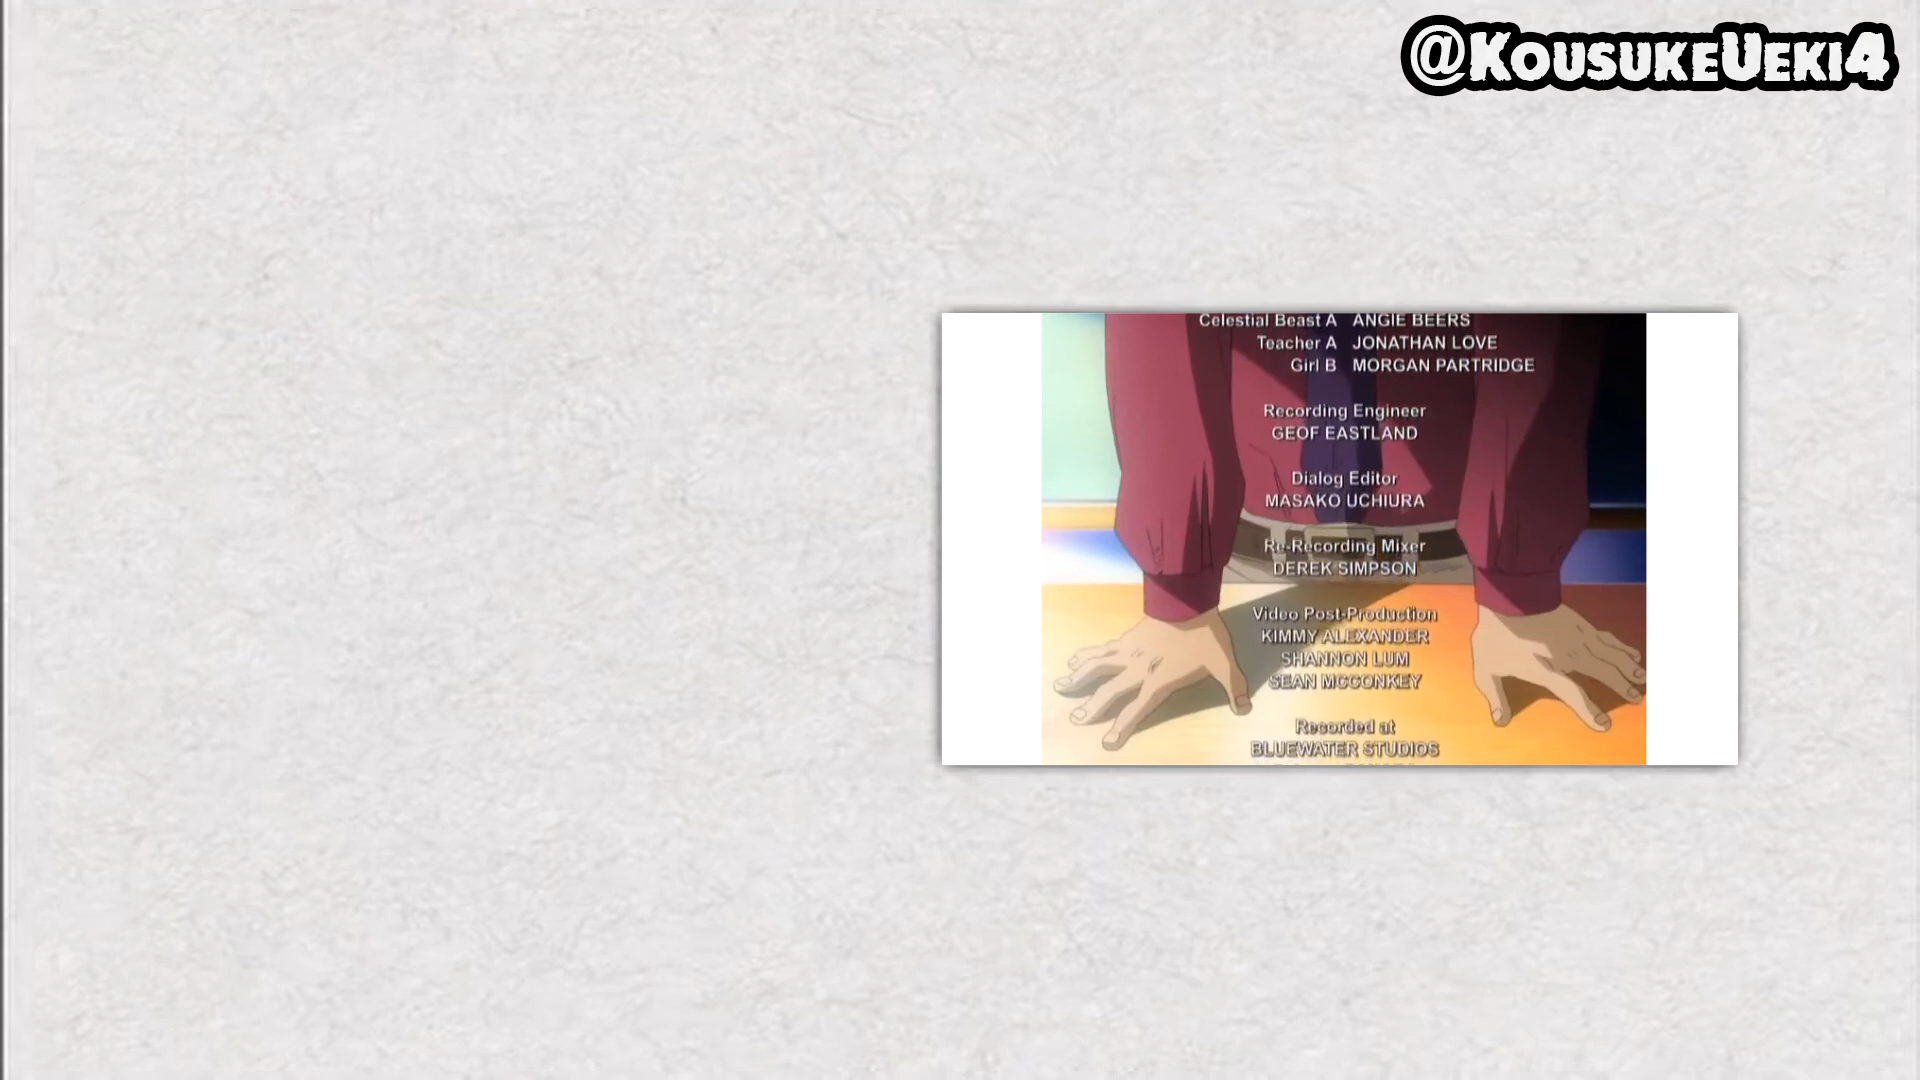 @KousukeUeki4
Celestial Beast A ANGIE BEERS
Teacher A JONATHAN LOVE
Girl B MORGAN PARTRIDGE
Recording Engineer
GEOF EASTLAND
Dialog Editor
MASAKO UCHIURA
Re-Recording Mixer
DEREK SIMPSON
Video Post-Production
KIMMY ALEXANDER
SHANNON LUM
SEAN MCCONKEY
Recorded at
BLUEWATER STUDIOS